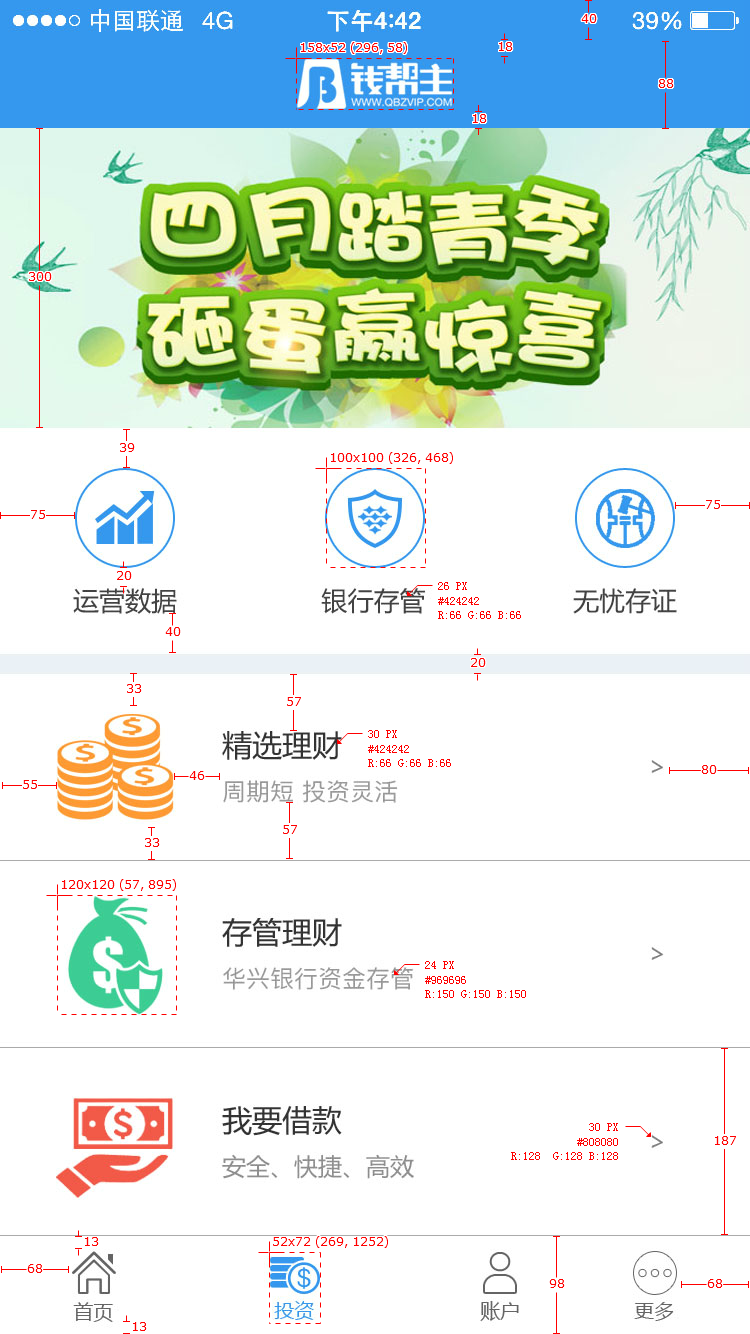 中国联通 4G 下午4:42 39%
40
158x52 (296, 58)
18
钱帮主
WWW.QBZVIP.COM
88
18
四月踏青季
300
砸蛋赢惊喜
39
100x100 (326, 468)
75
75
20
运营数据
银行存管
无忧存证
26 PX
#424242
R:66 G:66 B:66
40
20
33
57
精选理财
30 PX
#424242
R:66 G:66 B:66
>
80
55
46
周期短 投资灵活
57
33
120x120 (57, 895)
存管理财
>
华兴银行资金存管
24 PX
#969696
R:150 G:150 B:150
我要借款
30 PX
#808080
R:128 G:128 B:128
>
187
安全、快捷、高效
13
52x72 (269, 1252)
68
98
68
首页
投资
账户
更多
13